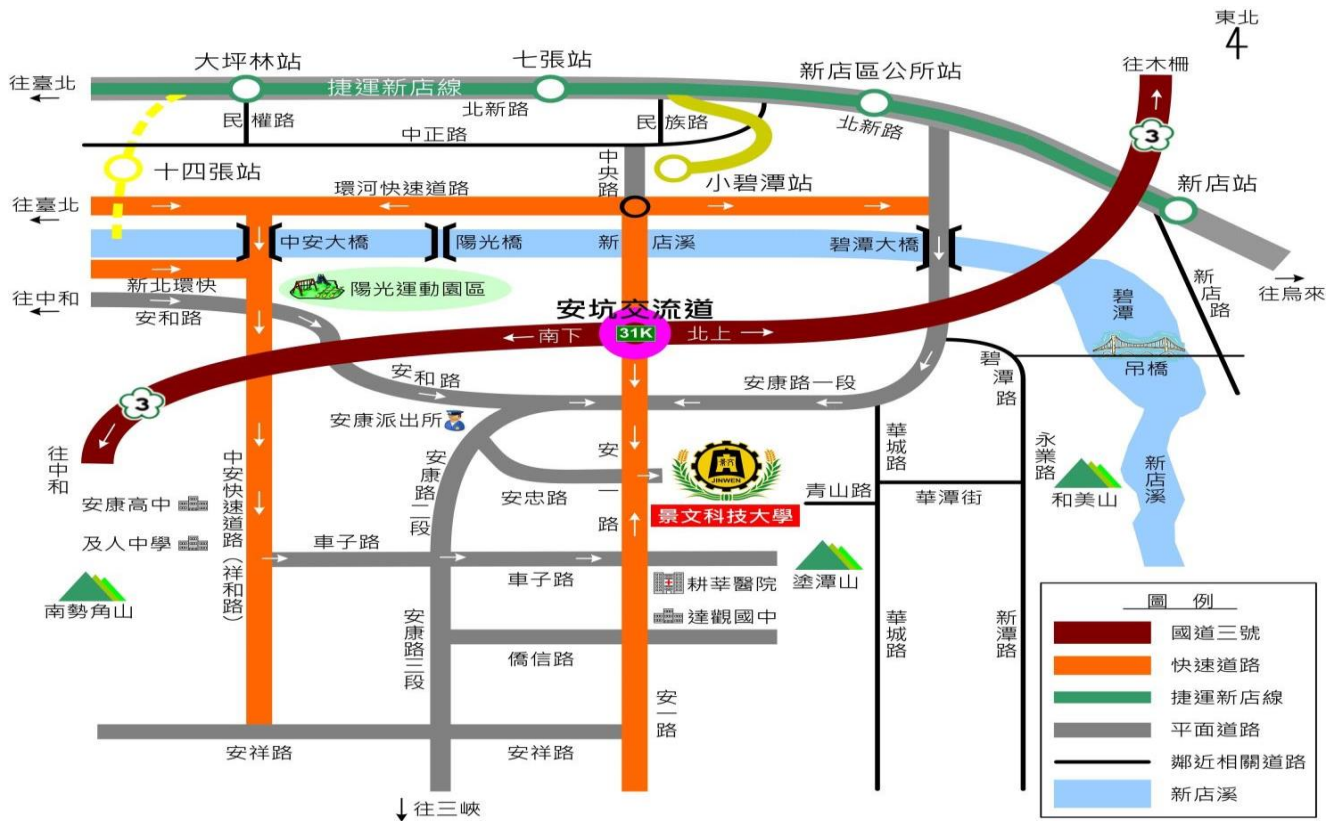 東北
4
往木柵
大坪林站
七張站
新店區公所站
往臺北
捷運新店線
北新路
北新路
民權路
中正路
民族路
3
十四張站
中央路
小碧潭站
新店站
環河快速道路
往臺北
中安大橋
陽光橋
新店溪
碧潭大橋
新北環快
往中和
安和路
陽光運動園區
安坑交流道
31K
南下
北上
碧潭
新店路
往烏來
吊橋
碧潭路
安和路
安康路一段
3
安康派出所
往中和
中安快速道路(祥和路)
安康路二段
安忠路
安一路
JINWEN
景文科技大學
華城路
青山路
華潭街
永業路
和美山
新店溪
安康高中
及人中學
南勢角山
車子路
車子路
耕莘醫院
達觀國中
塗潭山
安康路三段
僑信路
華城路
新潭路
安一路
安祥路
安祥路
往三峽
圖 例
國道三號
快速道路
捷運新店線
平面道路
鄰近相關道路
新店溪